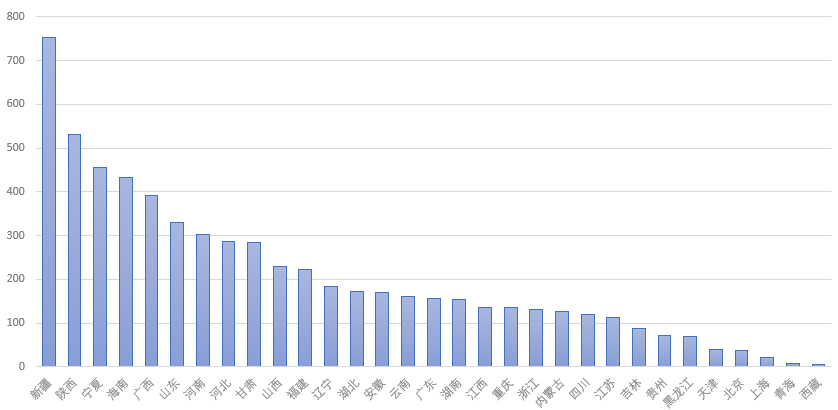 800
700
600
500
400
300
200
100
0
新疆
陕西
宁夏
海南
广西
山东
河南
河北
甘肃
山西
福建
辽宁
湖北
安徽
云南
广东
湖南
江西
重庆
浙江
内蒙古
四川
江苏
吉林
贵州
黑龙江
天津
北京
上海
青海
西藏